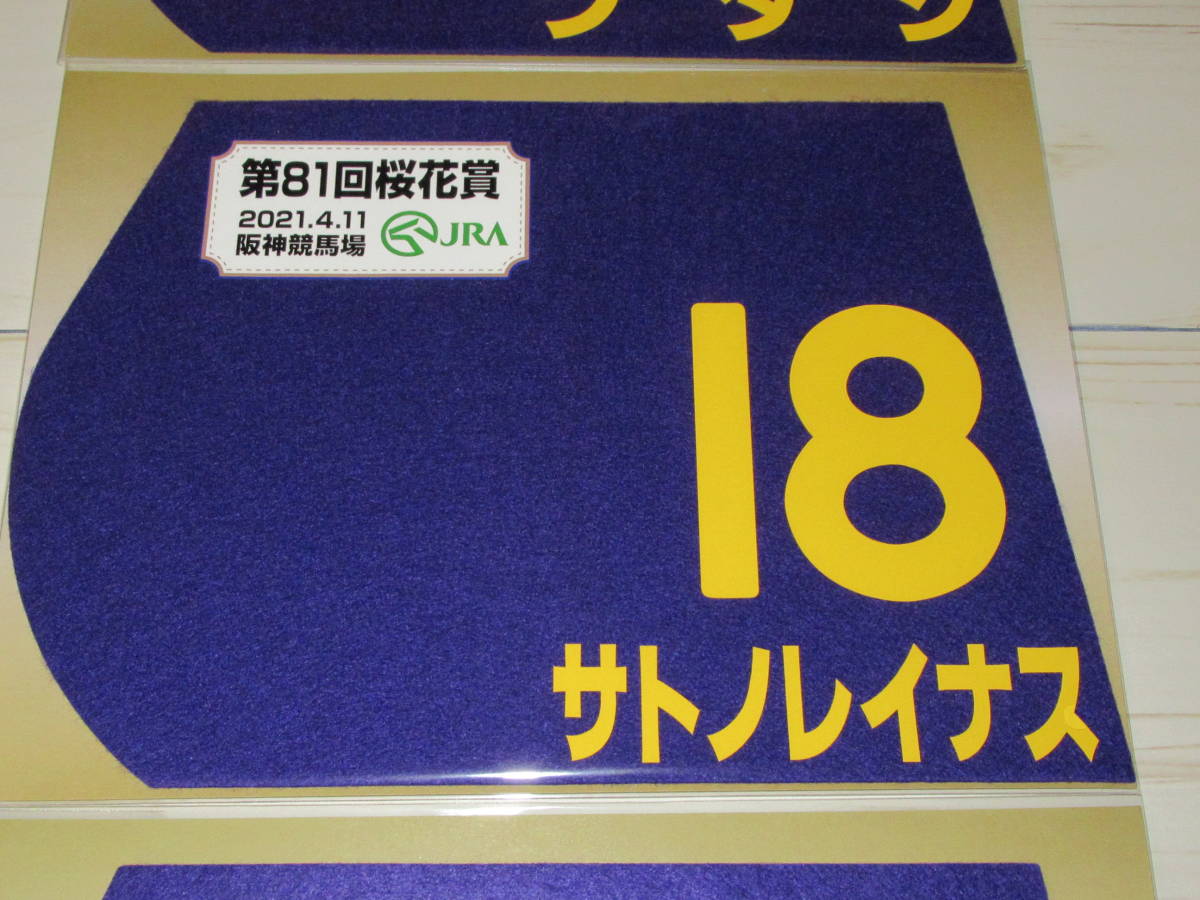 第81回桜花賞
2021.4.11
阪神競馬場
JRA
18
サトノレイナス